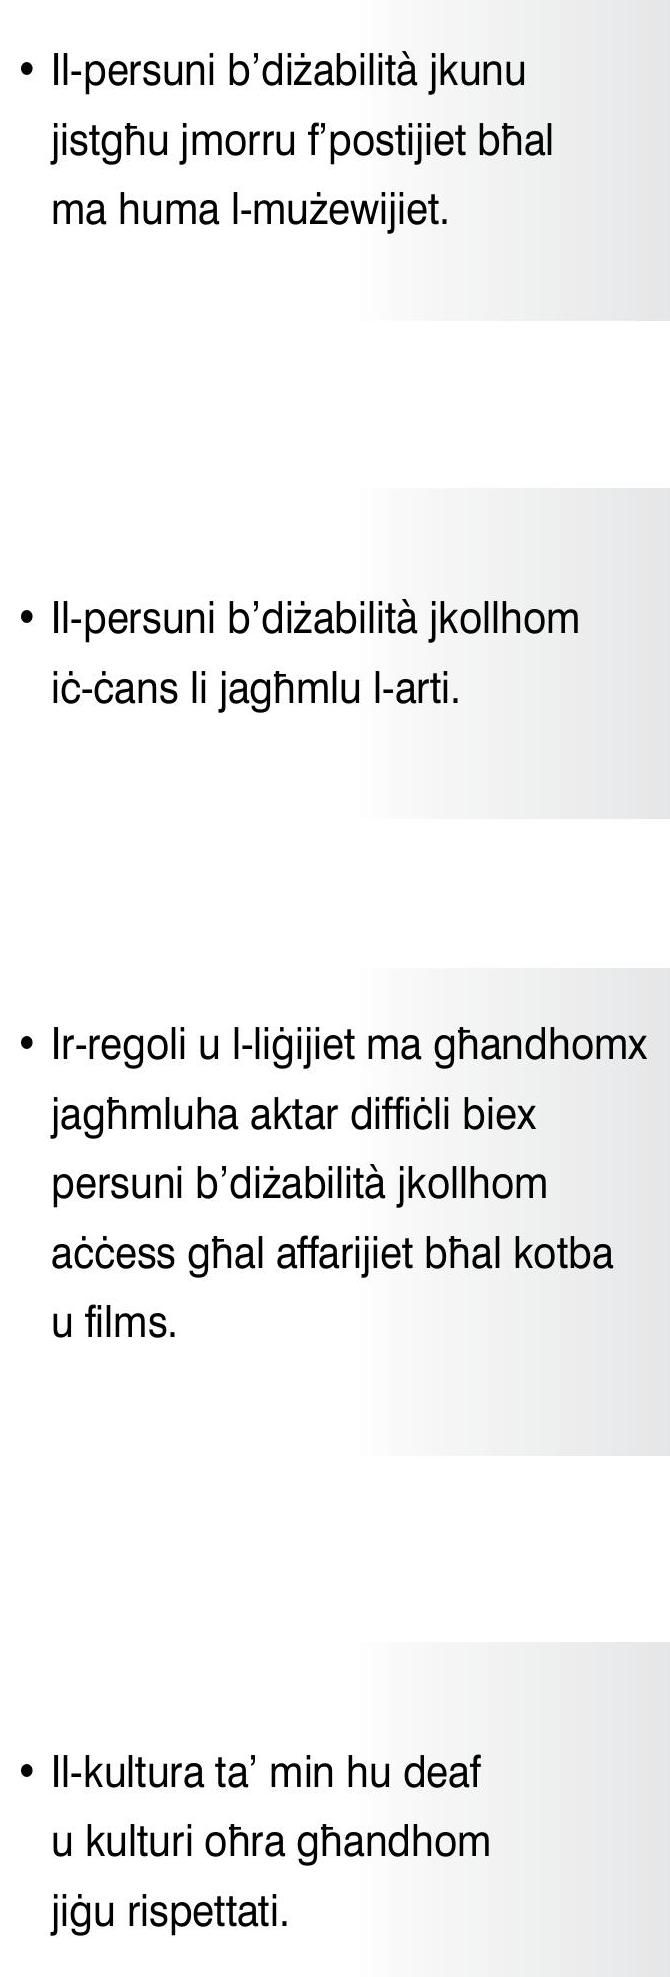 • Il-persuni b’diżabilità jkunu
jistgħu jmorru f’postijiet bħal
ma huma l-mużewijiet.
• Il-persuni b’diżabilità jkollhom
iċ-ċans li jagħmlu l-arti.
• Ir-regoli u l-liġijiet ma għandhomx
jagħmluha aktar diffiċli biex
persuni b’diżabilità jkollhom
aċċess għal affarijiet bħal kotba
u films.
• Il-kultura ta’ min hu deaf
u kulturi oħra għandhom
jiġu rispettati.